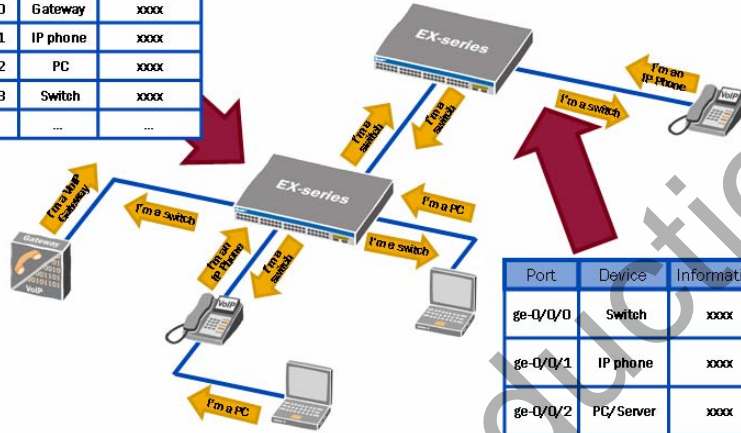 0 Gateway xxxx
1 IP phone xxxx
2 PC xxxx
3 Switch xxxx
... ...
EX-series
I'm an
IP Phone
VoIP
I'm a switch
I'm a
switch
I'm a
switch
EX-series
I'm a VoIP
Gateway
I'm a switch
I'm a PC
I'm a switch
I'm an
IP Phone
I'm a
switch
Gateway
VoIP
VoIP
I'm a PC
Port Device Informati
ge-0/0/0 Switch xxxx
ge-0/0/1 IP phone xxxx
ge-0/0/2 PC/Server xxxx